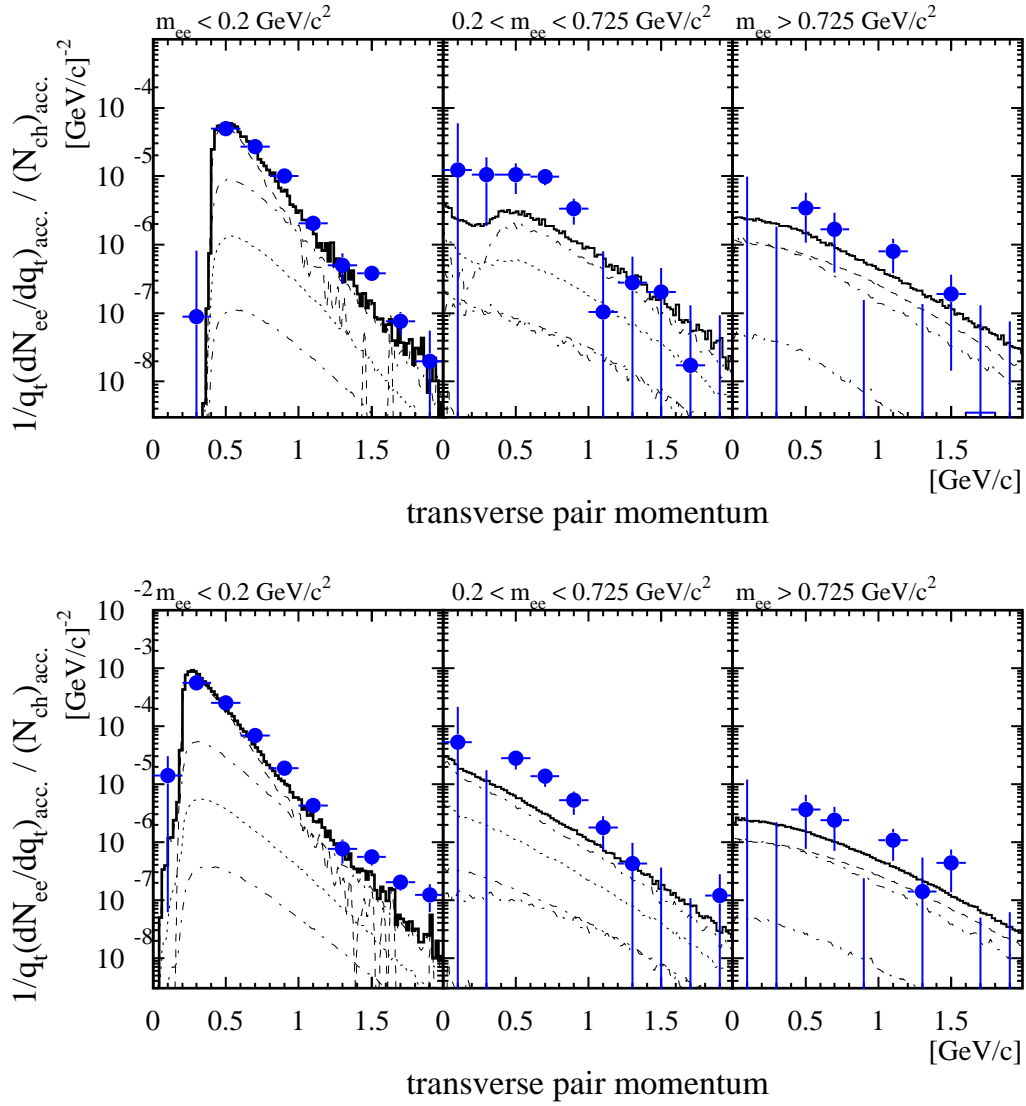 m_ee < 0.2 GeV/c²
0.2 < m_ee < 0.725 GeV/c²
m_ee > 0.725 GeV/c²
1/q_t(dN_ee/dq_t)_acc. / (N_ch)_acc.
[GeV/c]⁻²
10⁻⁴
10⁻⁵
10⁻⁶
10⁻⁷
10⁻⁸
0 0.5 1 1.5 0 0.5 1 1.5 0 0.5 1 1.5
[GeV/c]
transverse pair momentum
m_ee < 0.2 GeV/c²
0.2 < m_ee < 0.725 GeV/c²
m_ee > 0.725 GeV/c²
1/q_t(dN_ee/dq_t)_acc. / (N_ch)_acc.
[GeV/c]⁻²
10⁻²
10⁻³
10⁻⁴
10⁻⁵
10⁻⁶
10⁻⁷
10⁻⁸
0 0.5 1 1.5 0 0.5 1 1.5 0 0.5 1 1.5
[GeV/c]
transverse pair momentum